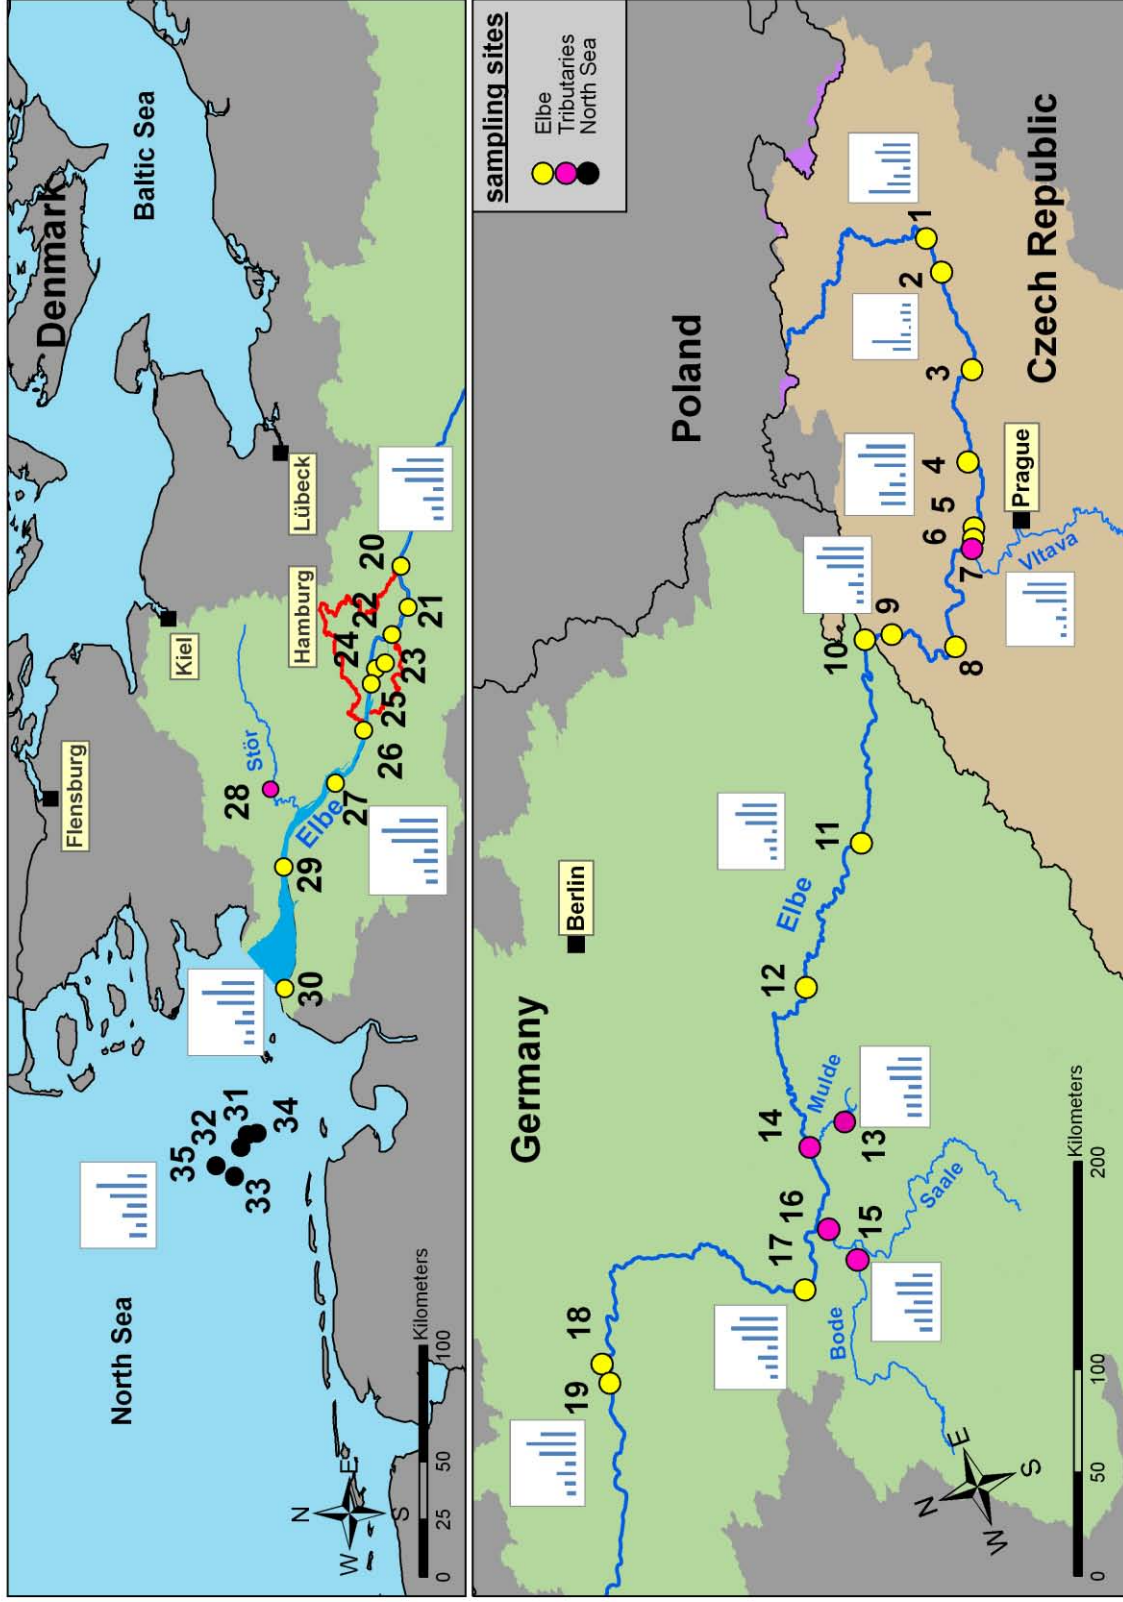 Denmark
Baltic Sea
North Sea
Flensburg
Kiel
Lübeck
Hamburg
Stör
Elbe
20
21
22
23
24
25
26
27
28
29
30
31
32
33
34
35
N
W
E
S
0
25
50
100
Kilometers
sampling sites
Elbe
Tributaries
North Sea
Poland
Czech Republic
Germany
Prague
Berlin
Vltava
Elbe
Mulde
Saale
Bode
1
2
3
4
5
6
7
8
9
10
11
12
13
14
15
16
17
18
19
N
E
W
S
0
50
100
200
Kilometers